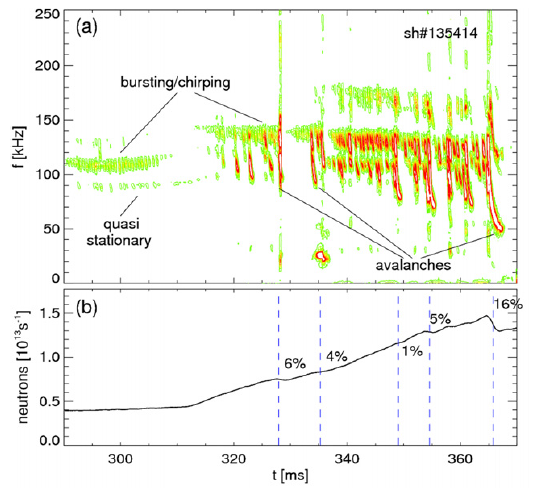 (a)
sh#135414
bursting/chirping
quasi
stationary
avalanches
f [kHz]
250
200
150
100
50
0
(b)
16%
5%
6%
4%
1%
neutrons [10¹³s⁻¹]
1.5
1.0
0.5
0.0
300
320
340
360
t [ms]